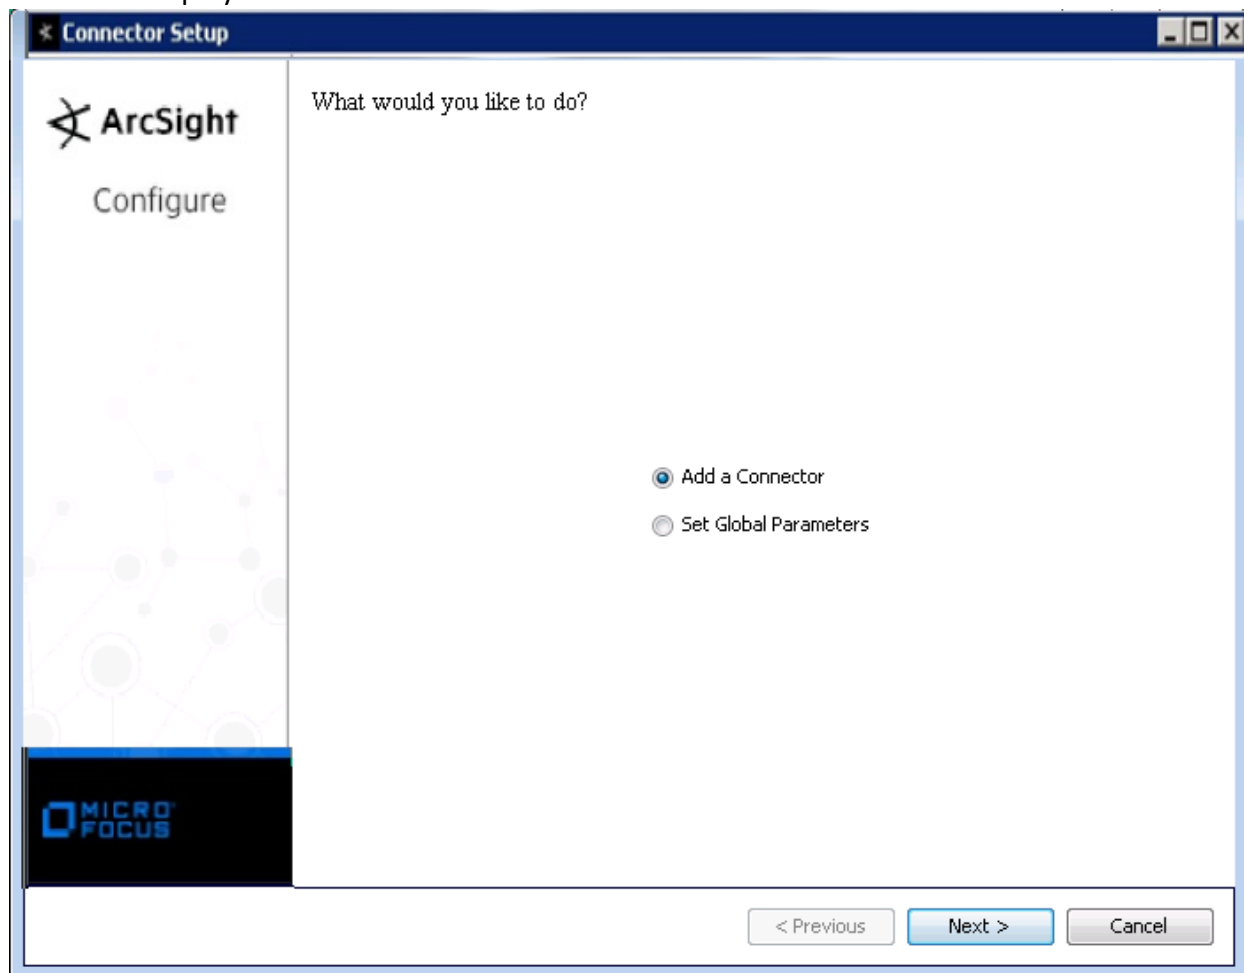 Connector Setup
ArcSight
Configure
What would you like to do?
Add a Connector
Set Global Parameters
MICRO
FOCUS
< Previous
Next >
Cancel